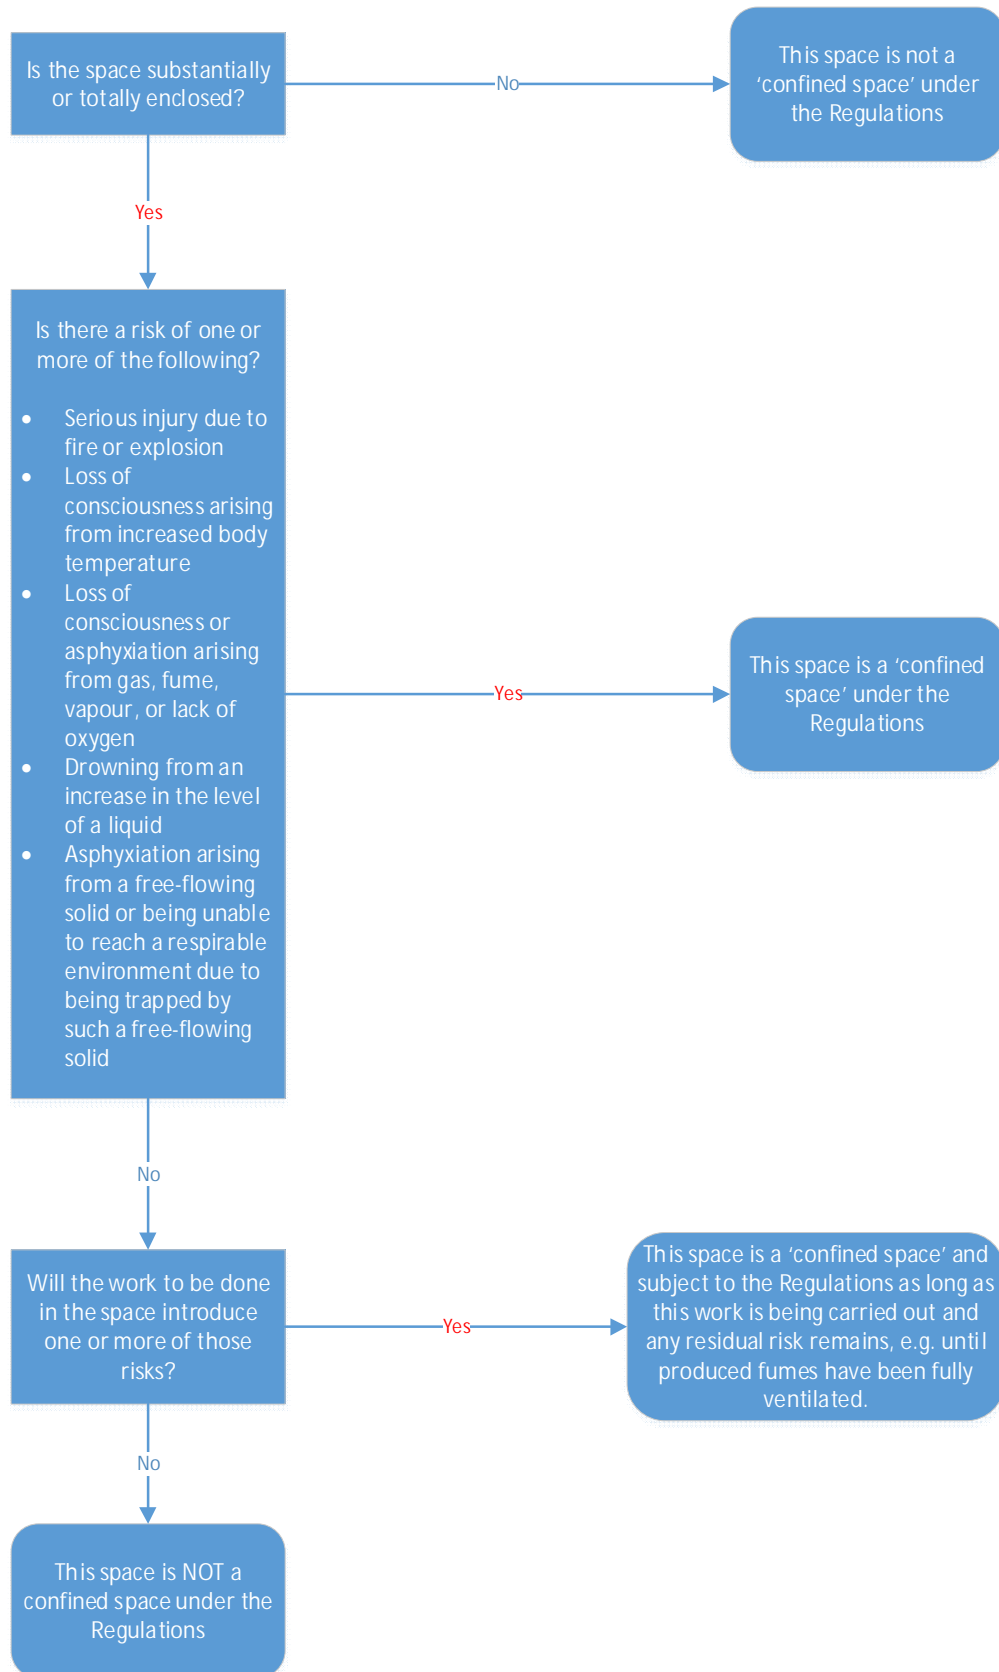 Is the space substantially
or totally enclosed?
No
This space is not a
‘confined space’ under
the Regulations
Yes
Is there a risk of one or
more of the following?
• Serious injury due to
fire or explosion
• Loss of
consciousness arising
from increased body
temperature
• Loss of
consciousness or
asphyxiation arising
from gas, fume,
vapour, or lack of
oxygen
• Drowning from an
increase in the level
of a liquid
• Asphyxiation arising
from a free-flowing
solid or being unable
to reach a respirable
environment due to
being trapped by
such a free-flowing
solid
Yes
This space is a ‘confined
space’ under the
Regulations
No
Will the work to be done
in the space introduce
one or more of those
risks?
Yes
This space is a ‘confined space’ and
subject to the Regulations as long as
this work is being carried out and
any residual risk remains, e.g. until
produced fumes have been fully
ventilated.
No
This space is NOT a
confined space under the
Regulations